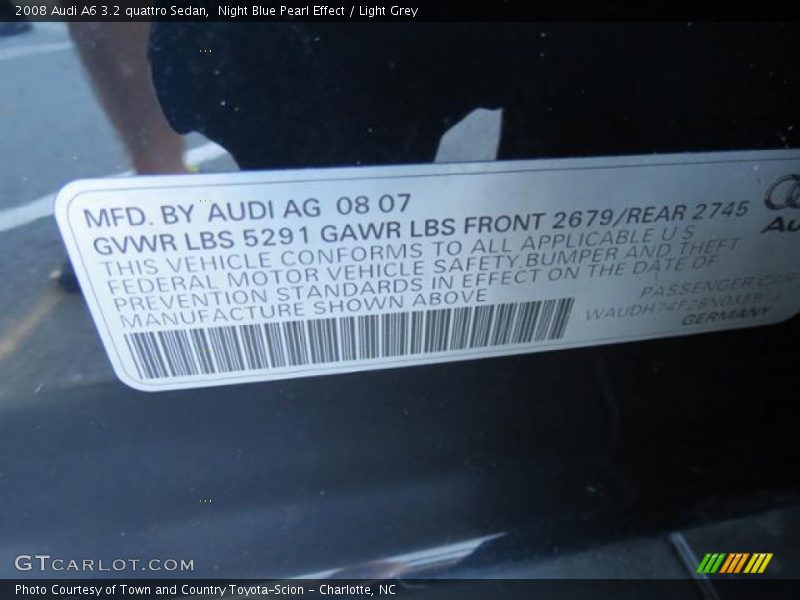 2008 Audi A6 3.2 quattro Sedan,  Night Blue Pearl Effect / Light Grey
MFD. BY AUDI AG 08 07
GVWR LBS 5291 GAWR LBS FRONT 2679/REAR 2745
THIS VEHICLE CONFORMS TO ALL APPLICABLE U S
FEDERAL MOTOR VEHICLE SAFETY, BUMPER AND THEFT
PREVENTION STANDARDS IN EFFECT ON THE DATE OF
MANUFACTURE SHOWN ABOVE
PASSENGER CAR
GERMANY
GTCARLOT.COM
Photo Courtesy of Town and Country Toyota-Scion - Charlotte, NC